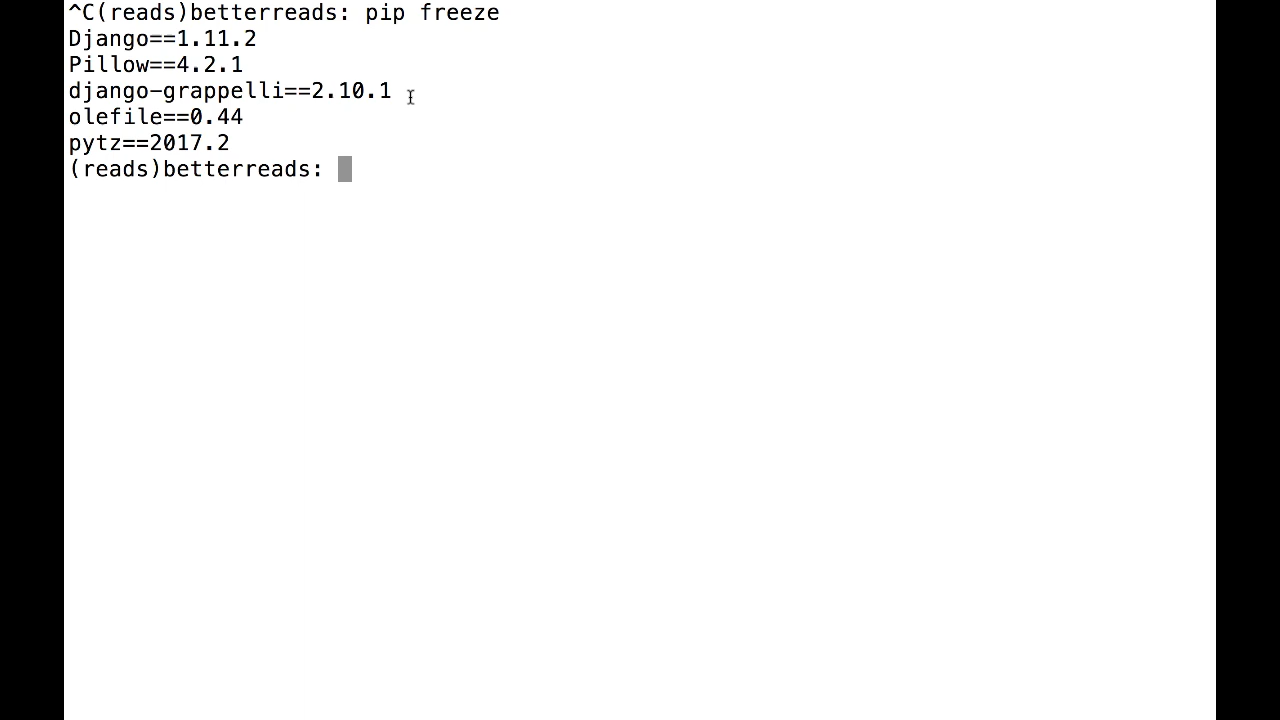 ^C(reads)betterreads: pip freeze
Django==1.11.2
Pillow==4.2.1
django-grappelli==2.10.1
olefile==0.44
pytz==2017.2
(reads)betterreads: